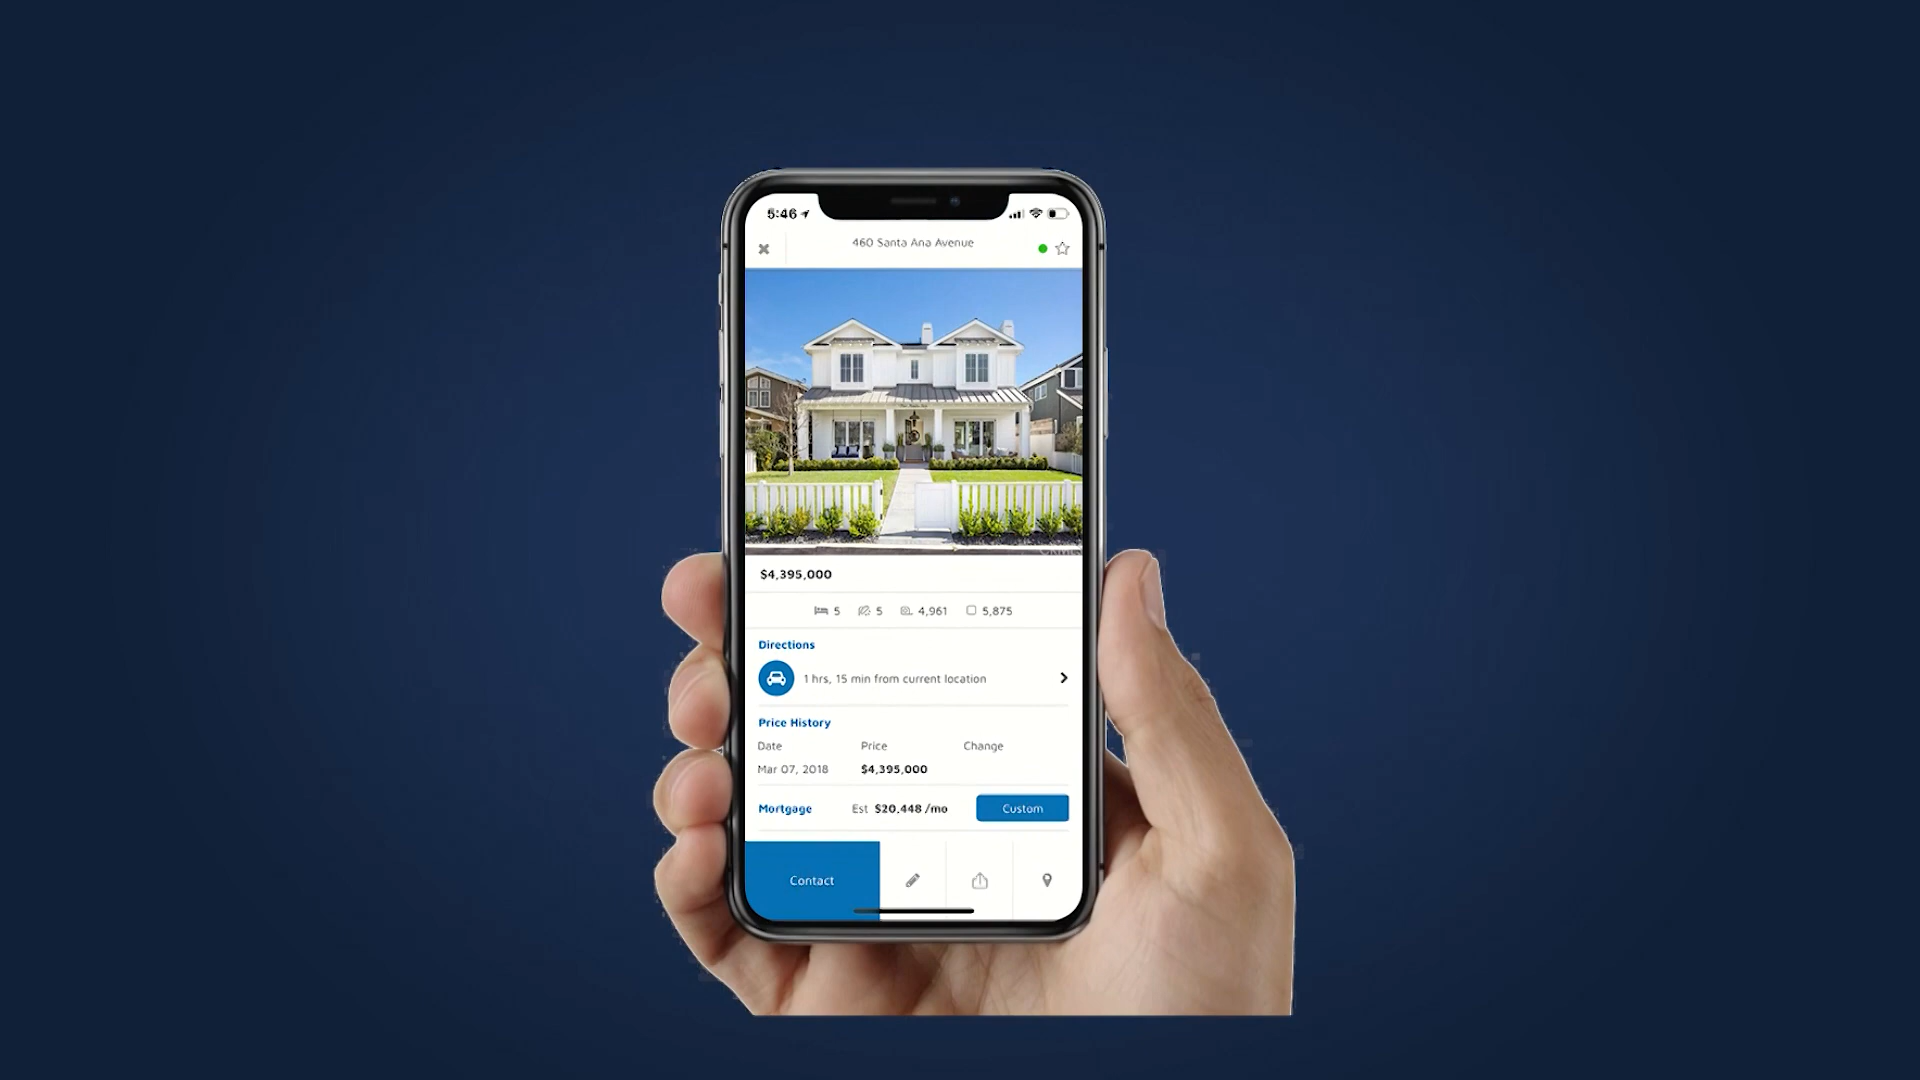 5:46
460 Santa Ana Avenue
$4,395,000
5 5 4,961 5,875
Directions
1 hrs, 15 min from current location
Price History
Date Price Change
Mar 07, 2018 $4,395,000
Mortgage Est $20,448 /mo Custom
Contact